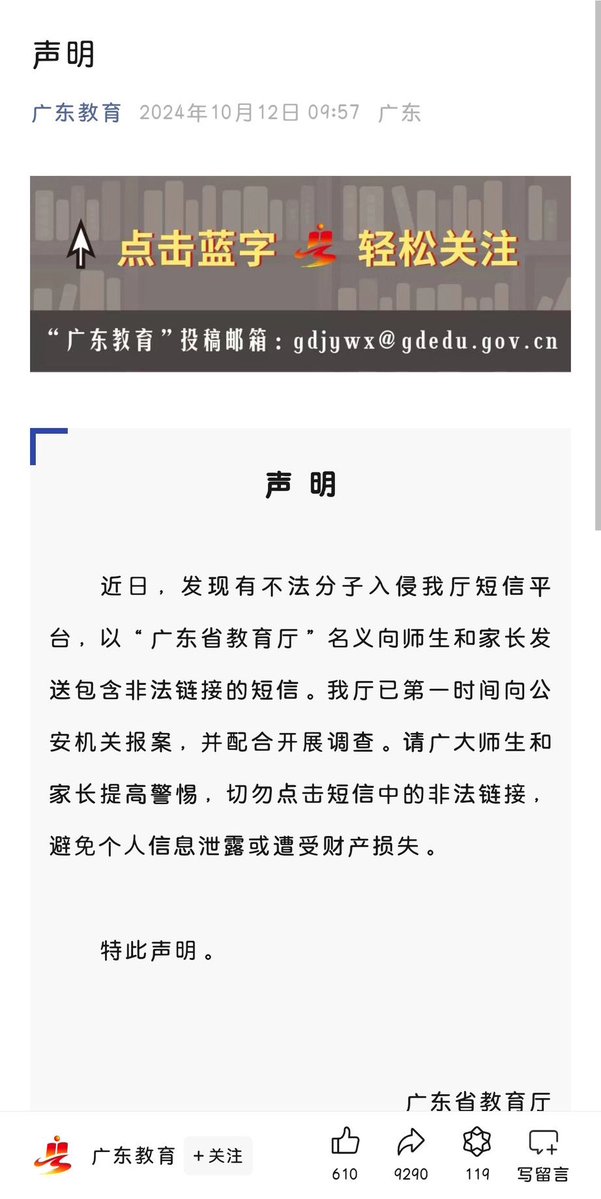 声明
广东教育 2024年10月12日 09:57 广东
点击蓝字 轻松关注
“广东教育”投稿邮箱：gdjywx@gdedu.gov.cn
声 明
近日，发现有不法分子入侵我厅短信平
台，以“广东省教育厅”名义向师生和家长发
送包含非法链接的短信。我厅已第一时间向公
安机关报案，并配合开展调查。请广大师生和
家长提高警惕，切勿点击短信中的非法链接，
避免个人信息泄露或遭受财产损失。
特此声明。
广东省教育厅
广东教育 +关注
610 9290 119 写留言